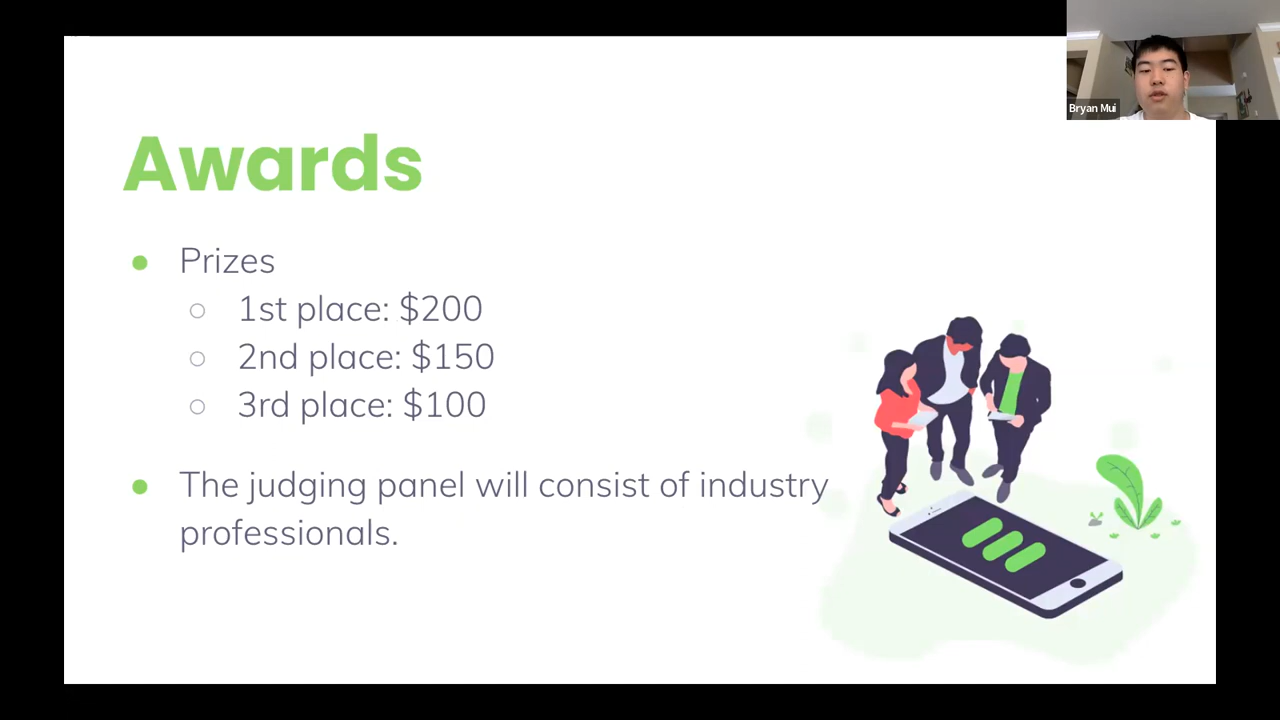 Bryan Mui
Awards
Prizes
1st place: $200
2nd place: $150
3rd place: $100
The judging panel will consist of industry
professionals.